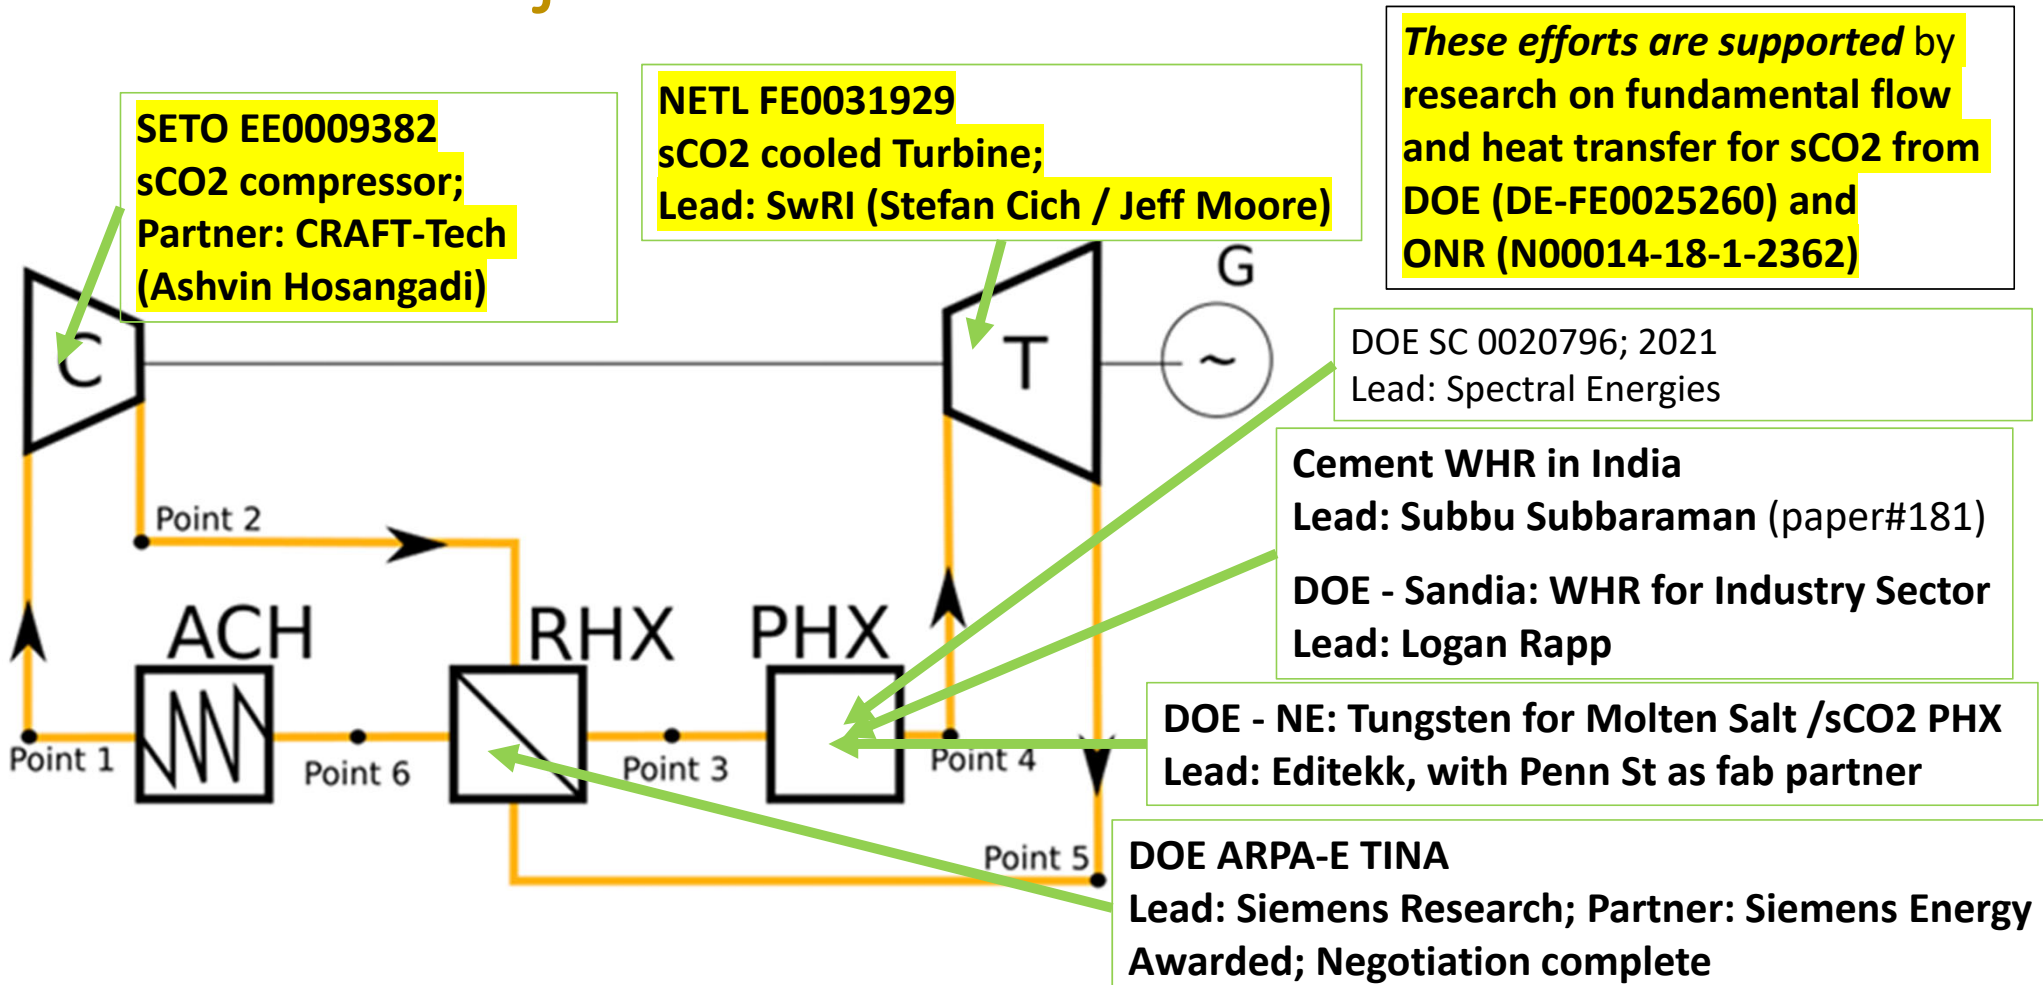 These efforts are supported by
research on fundamental flow
and heat transfer for sCO2 from
DOE (DE-FE0025260) and
ONR (N00014-18-1-2362)
NETL FE0031929
sCO2 cooled Turbine;
Lead: SwRI (Stefan Cich / Jeff Moore)
SETO EE0009382
sCO2 compressor;
Partner: CRAFT-Tech
(Ashvin Hosangadi)
G
~
C
T
DOE SC 0020796; 2021
Lead: Spectral Energies
Cement WHR in India
Lead: Subbu Subbaraman (paper#181)
DOE - Sandia: WHR for Industry Sector
Lead: Logan Rapp
Point 2
ACH
RHX
PHX
Point 1
Point 6
Point 3
Point 4
DOE - NE: Tungsten for Molten Salt /sCO2 PHX
Lead: Editekk, with Penn St as fab partner
Point 5
DOE ARPA-E TINA
Lead: Siemens Research; Partner: Siemens Energy
Awarded; Negotiation complete